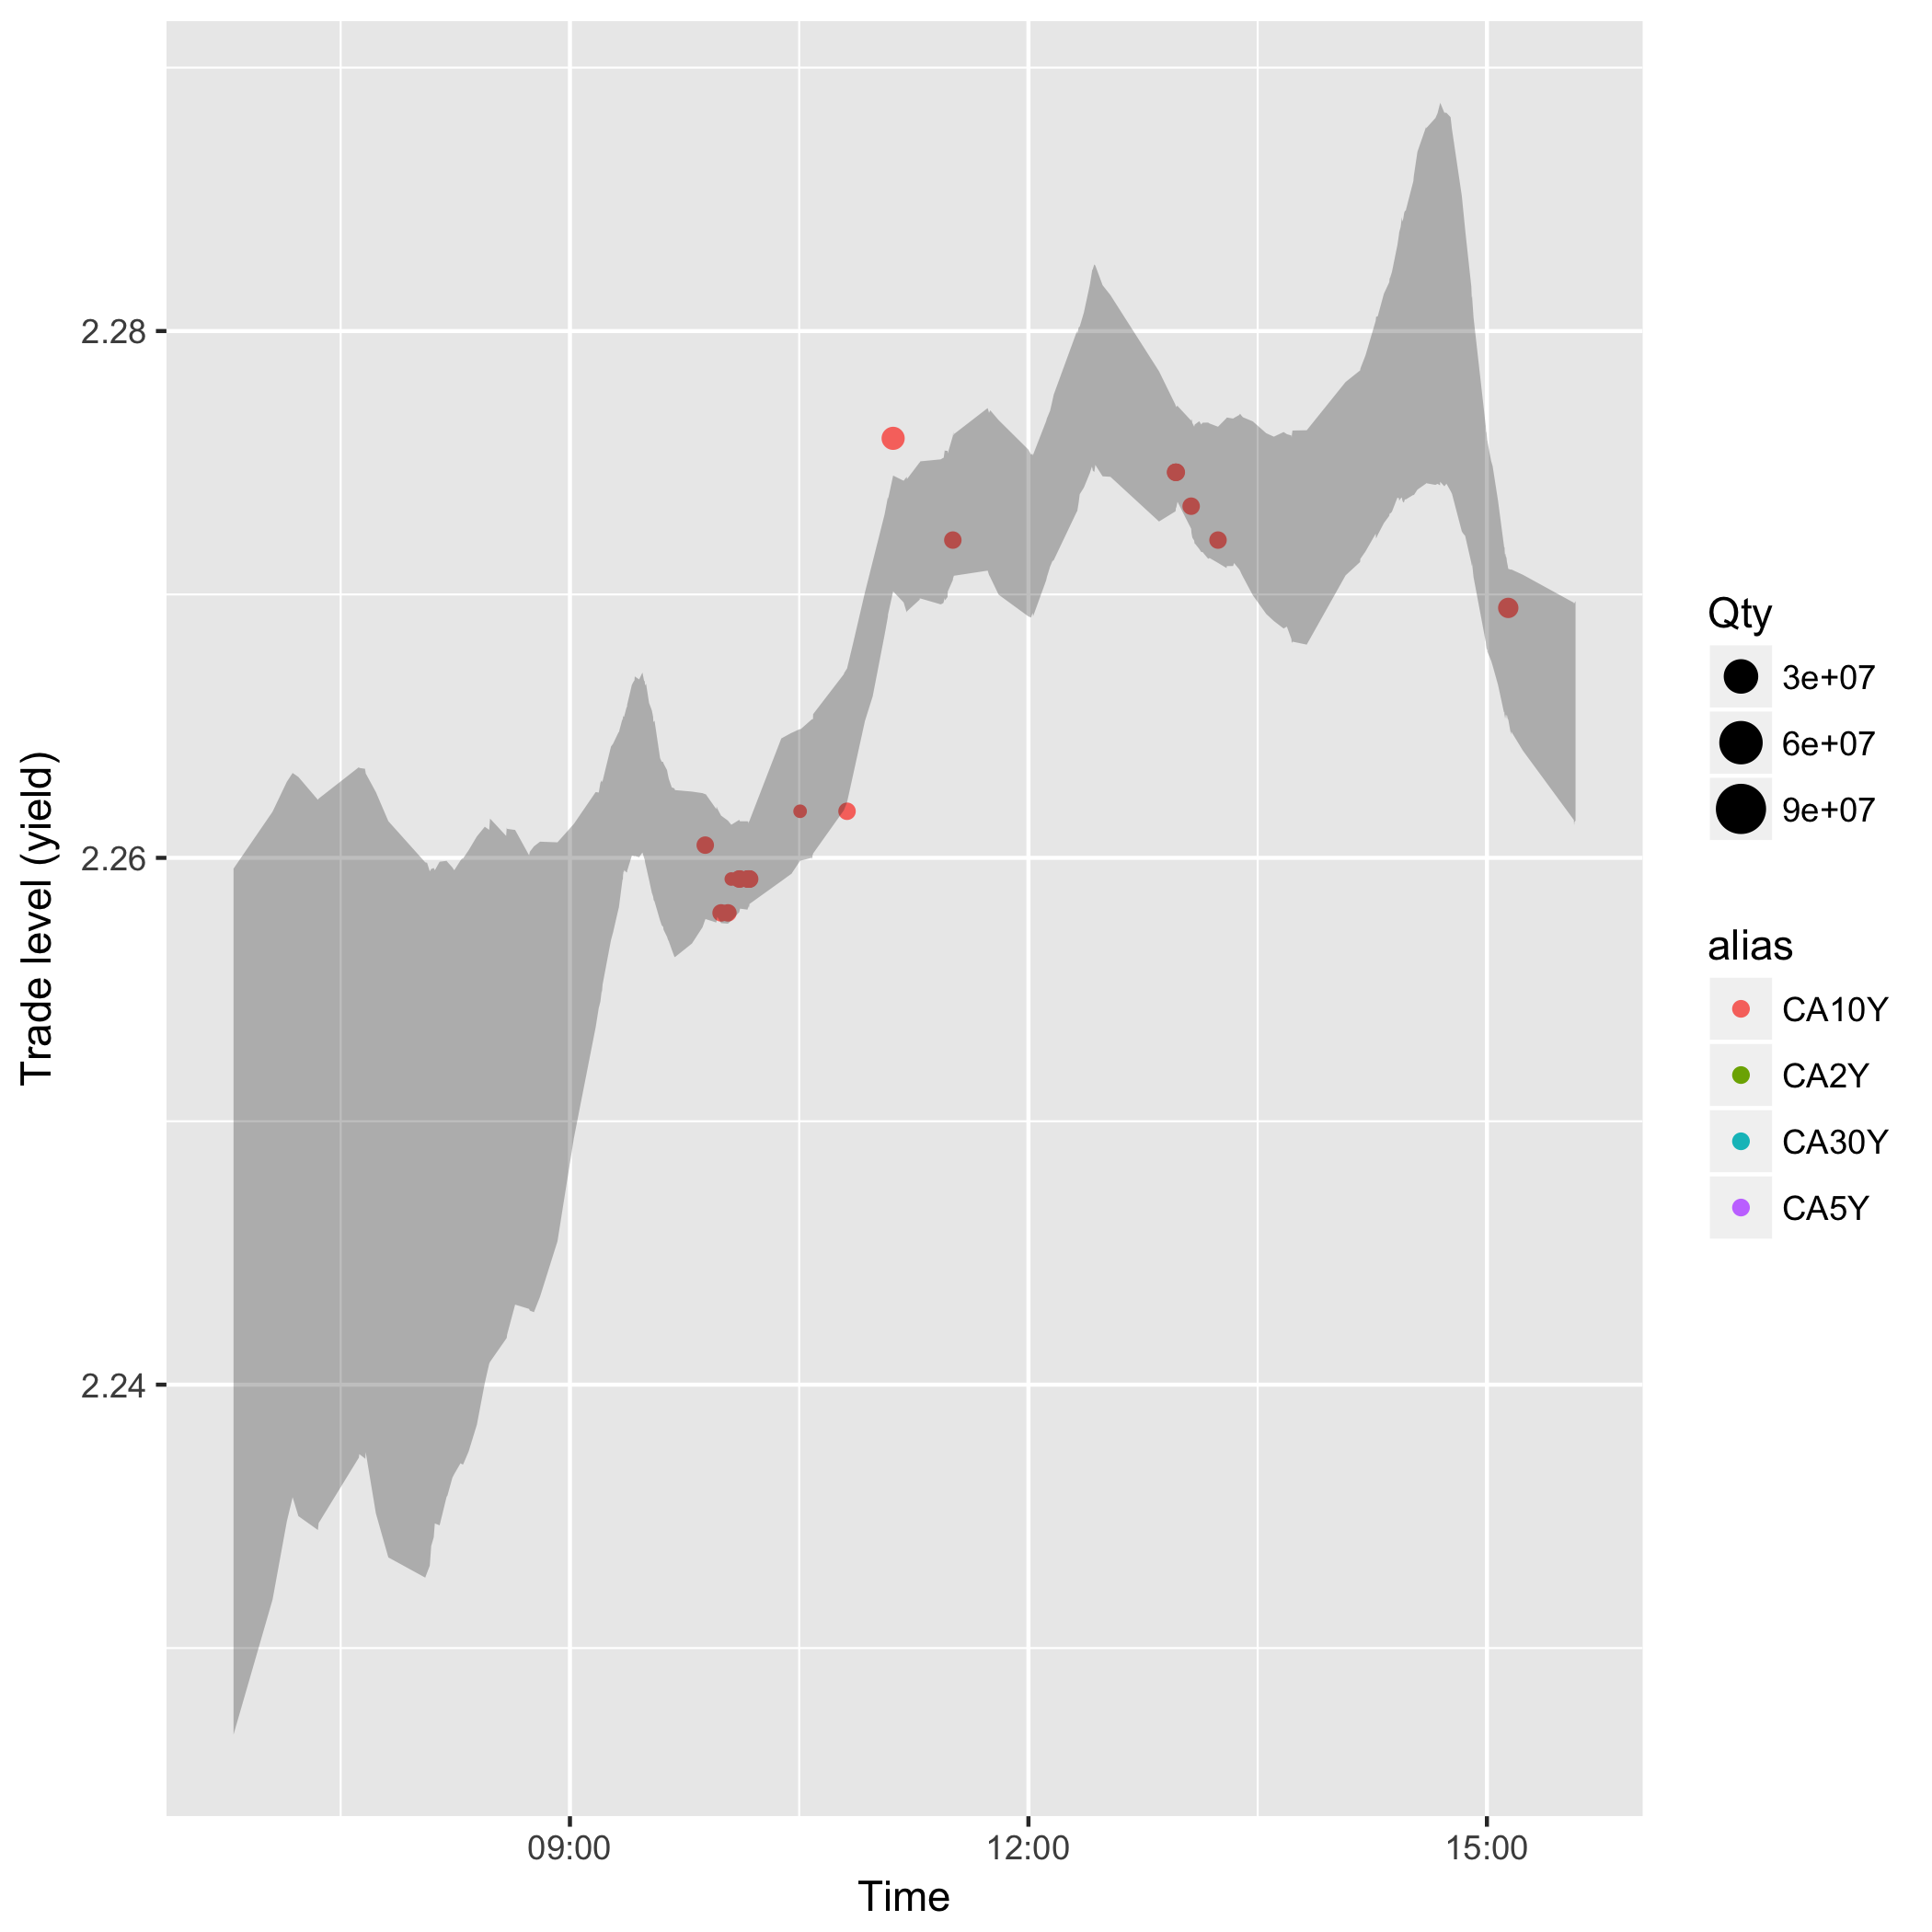 Trade level (yield)
2.28
2.26
2.24
09:00
12:00
15:00
Time
Qty
3e+07
6e+07
9e+07
alias
CA10Y
CA2Y
CA30Y
CA5Y